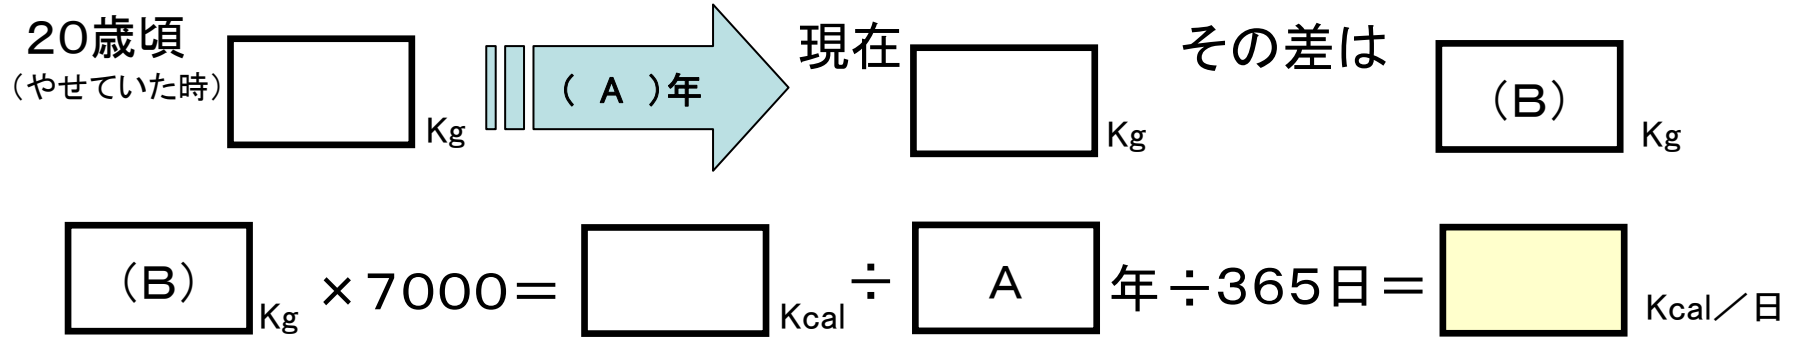 20歳頃
（やせていた時）
Kg
（ A ）年
現在
Kg
その差は
（B）
Kg
（B）
Kg
×7000＝
Kcal
÷
A
年÷365日＝
Kcal／日